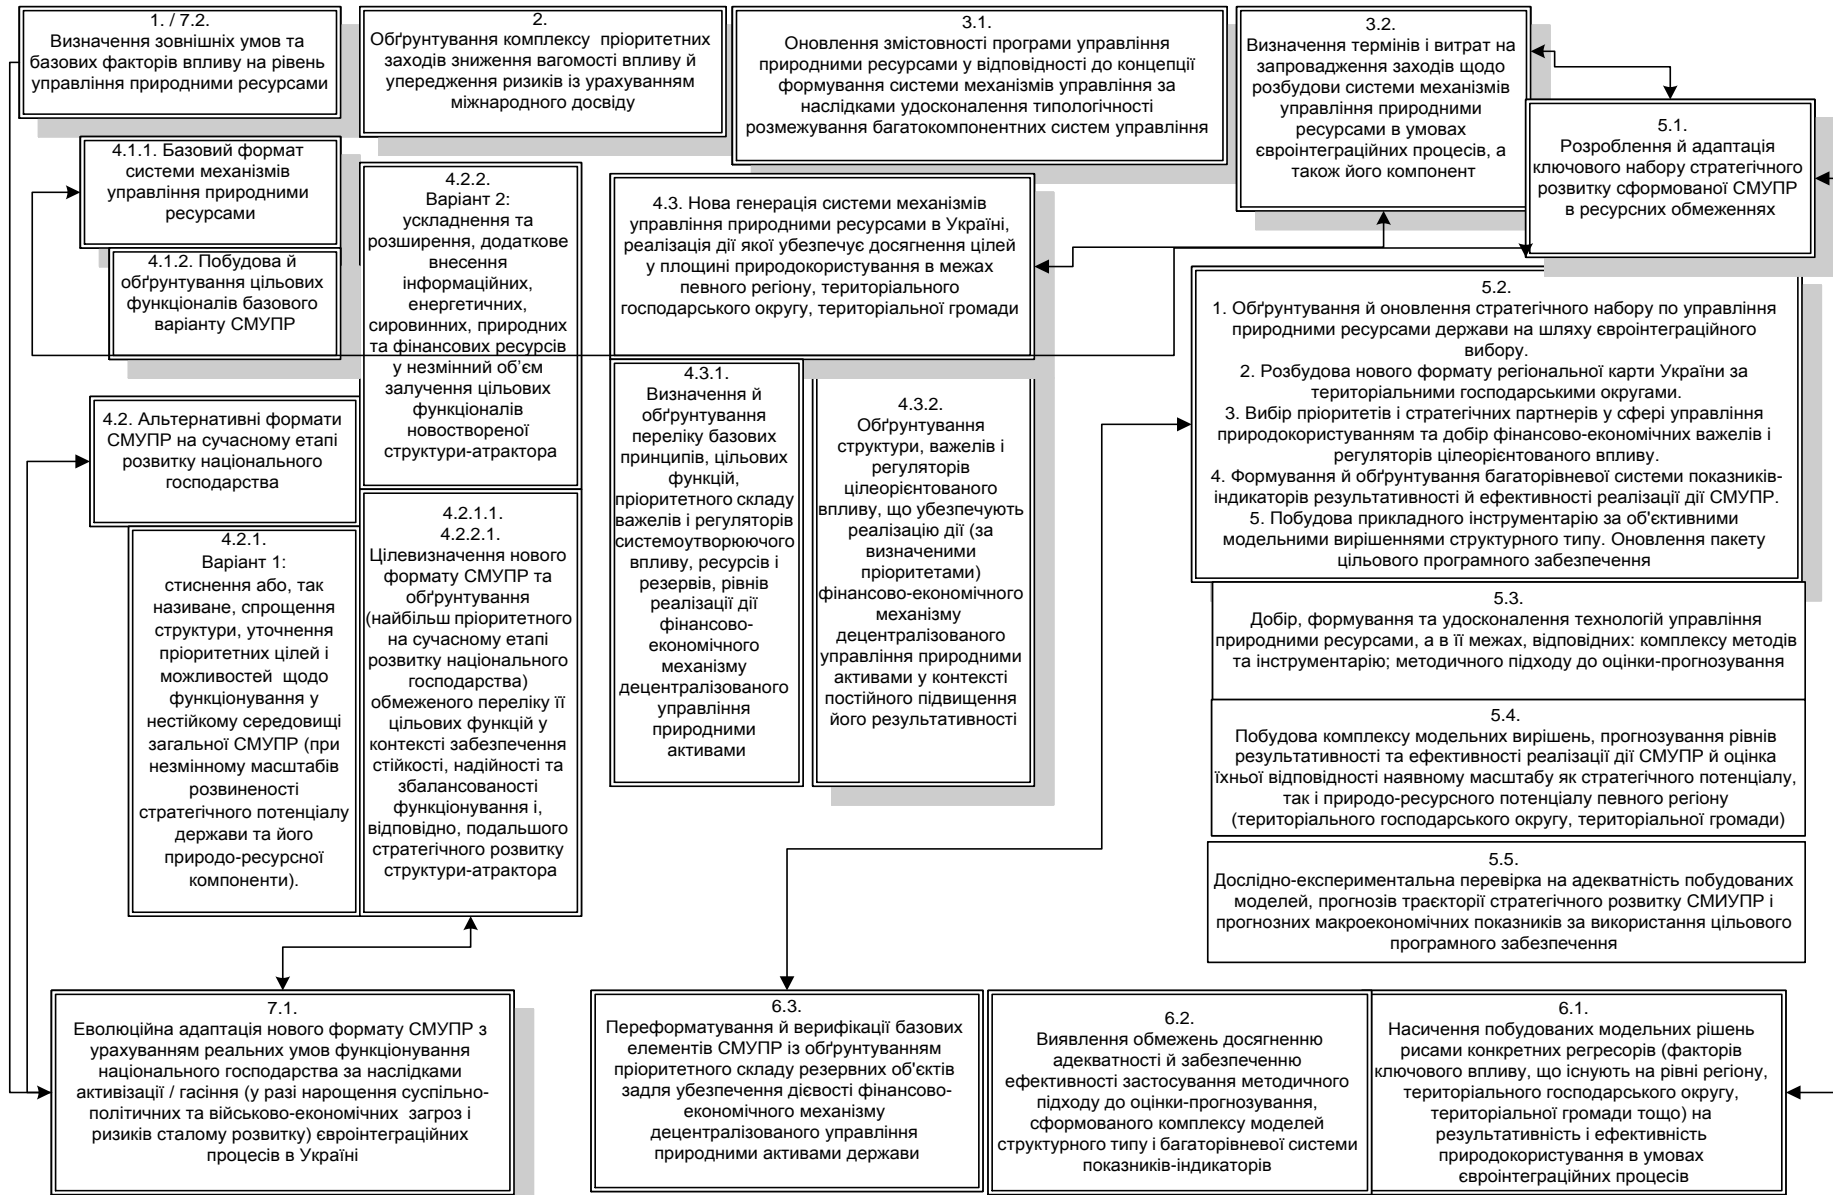 1. / 7.2.
Визначення зовнішніх умов та
базових факторів впливу на рівень
управління природними ресурсами
2.
Обґрунтування комплексу пріоритетних
заходів зниження вагомості впливу й
упередження ризиків із урахуванням
міжнародного досвіду
3.1.
Оновлення змістовності програми управління
природними ресурсами у відповідності до концепції
формування системи механізмів управління за
наслідками удосконалення типологічності
розмежування багатокомпонентних систем управління
3.2.
Визначення термінів і витрат на
запровадження заходів щодо
розбудови системи механізмів
управління природними
ресурсами в умовах
євроінтеграційних процесів, а
також його компонент
5.1.
Розроблення й адаптація
ключового набору стратегічного
розвитку сформованої СМУПР
в ресурсних обмеженнях
4.1.1. Базовий формат
системи механізмів
управління природними
ресурсами
4.1.2. Побудова й
обґрунтування цільових
функціоналів базового
варіанту СМУПР
4.2.2.
Варіант 2:
ускладнення та
розширення, додаткове
внесення
інформаційних,
енергетичних,
сировинних, природних
та фінансових ресурсів
у незмінний об’єм
залучення цільових
функціоналів
новоствореної
структури-атрактора
4.3. Нова генерація системи механізмів
управління природними ресурсами в Україні,
реалізація дії якої убезпечує досягнення цілей
у площині природокористування в межах
певного регіону, територіального
господарського округу, територіальної громади
5.2.
1. Обґрунтування й оновлення стратегічного набору по управління
природними ресурсами держави на шляху євроінтеграційного
вибору.
2. Розбудова нового формату регіональної карти України за
територіальними господарськими округами.
3. Вибір пріоритетів і стратегічних партнерів у сфері управління
природокористуванням та добір фінансово-економічних важелів і
регуляторів цілеорієнтованого впливу.
4. Формування й обґрунтування багаторівневої системи показників-
індикаторів результативності й ефективності реалізації дії СМУПР.
5. Побудова прикладного інструментарію за об'єктивними
модельними вирішеннями структурного типу. Оновлення пакету
цільового програмного забезпечення
4.2. Альтернативні формати
СМУПР на сучасному етапі
розвитку національного
господарства
4.3.1.
Визначення й
обґрунтування
переліку базових
принципів, цільових
функцій,
пріоритетного складу
важелів і регуляторів
системоутворюючого
впливу, ресурсів і
резервів, рівнів
реалізації дії
фінансово-
економічного
механізму
децентралізованого
управління
природними
активами
4.3.2.
Обґрунтування
структури, важелів і
регуляторів
цілеорієнтованого
впливу, що убезпечують
реалізацію дії (за
визначеними
пріоритетами)
фінансово-економічного
механізму
децентралізованого
управління природними
активами у контексті
постійного підвищення
його результативності
4.2.1.
Варіант 1:
стиснення або, так
називане, спрощення
структури, уточнення
пріоритетних цілей і
можливостей щодо
функціонування у
нестійкому середовищі
загальної СМУПР (при
незмінному масштабів
розвиненості
стратегічного потенціалу
держави та його
природо-ресурсної
компоненти).
4.2.1.1.
4.2.2.1.
Цілевизначення нового
формату СМУПР та
обґрунтування
(найбільш пріоритетного
на сучасному етапі
розвитку національного
господарства)
обмеженого переліку її
цільових функцій у
контексті забезпечення
стійкості, надійності та
збалансованості
функціонування і,
відповідно, подальшого
стратегічного розвитку
структури-атрактора
5.3.
Добір, формування та удосконалення технологій управління
природними ресурсами, а в її межах, відповідних: комплексу методів
та інструментарію; методичного підходу до оцінки-прогнозування
5.4.
Побудова комплексу модельних вирішень, прогнозування рівнів
результативності та ефективності реалізації дії СМУПР й оцінка
їхньої відповідності наявному масштабу як стратегічного потенціалу,
так і природо-ресурсного потенціалу певного регіону
(територіального господарського округу, територіальної громади)
5.5.
Дослідно-експериментальна перевірка на адекватність побудованих
моделей, прогнозів траєкторії стратегічного розвитку СМИУПР і
прогнозних макроекономічних показників за використання цільового
програмного забезпечення
7.1.
Еволюційна адаптація нового формату СМУПР з
урахуванням реальних умов функціонування
національного господарства за наслідками
активізації / гасіння (у разі нарощення суспільно-
політичних та військово-економічних загроз і
ризиків сталому розвитку) євроінтеграційних
процесів в Україні
6.3.
Переформатування й верифікації базових
елементів СМУПР із обґрунтуванням
пріоритетного складу резервних об'єктів
задля убезпечення дієвості фінансово-
економічного механізму
децентралізованого управління
природними активами держави
6.2.
Виявлення обмежень досягненню
адекватності й забезпеченню
ефективності застосування методичного
підходу до оцінки-прогнозування,
сформованого комплексу моделей
структурного типу і багаторівневої системи
показників-індикаторів
6.1.
Насичення побудованих модельних рішень
рисами конкретних регресорів (факторів
ключового впливу, що існують на рівні регіону,
територіального господарського округу,
територіальної громади тощо) на
результативність і ефективність
природокористування в умовах
євроінтеграційних процесів